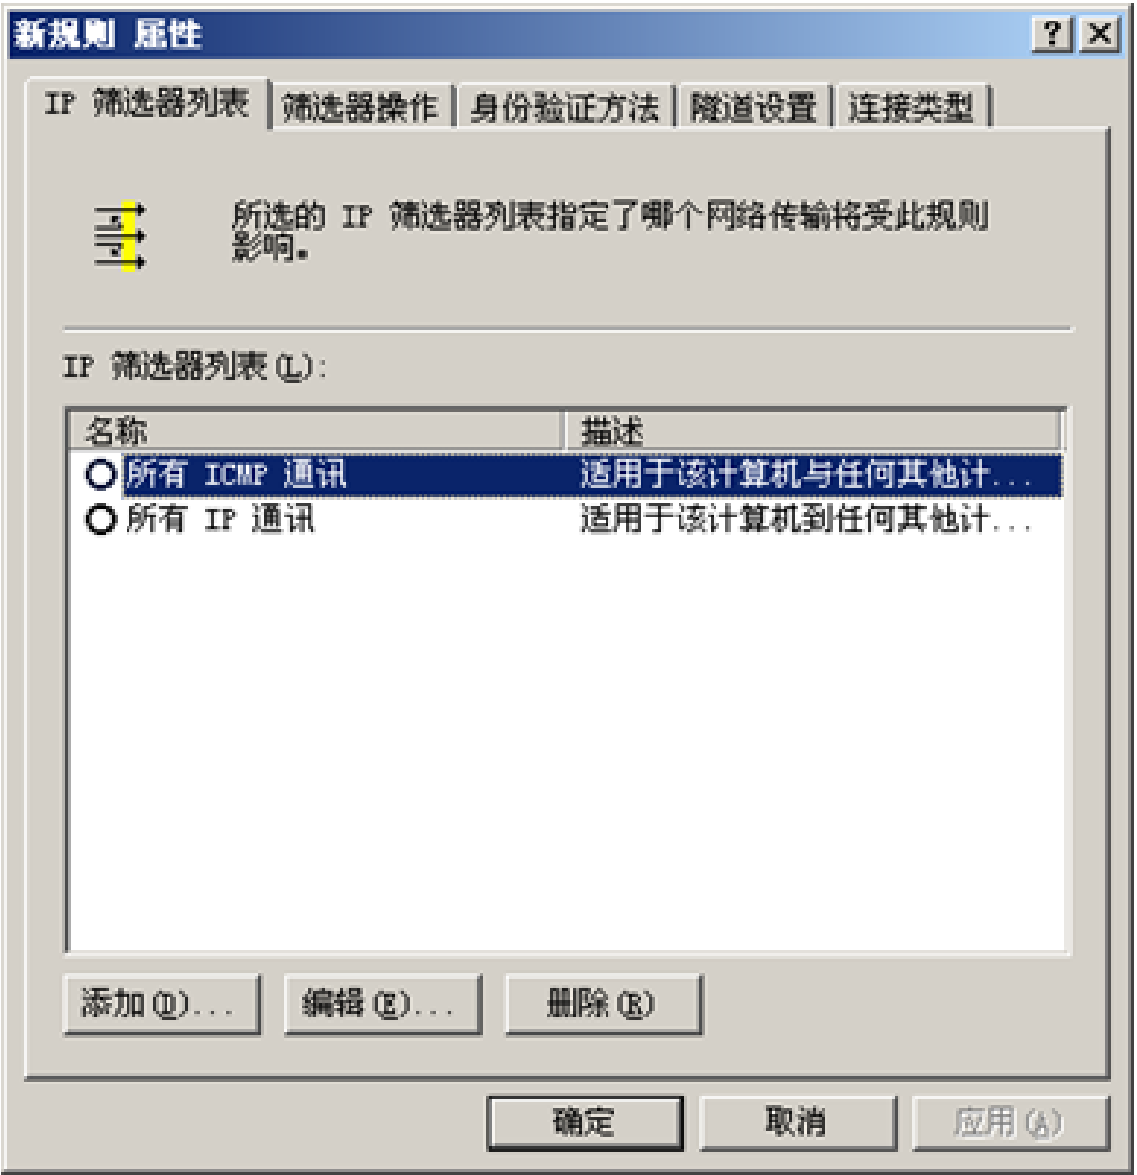 新规则 属性
IP 筛选器列表 筛选器操作 身份验证方法 隧道设置 连接类型
所选的 IP 筛选器列表指定了哪个网络传输将受此规则
影响。
IP 筛选器列表(L):
名称 描述
所有 ICMP 通讯 适用于该计算机与任何其他计...
所有 IP 通讯 适用于该计算机到任何其他计...
添加(D)... 编辑(E)... 删除(R)
确定 取消 应用(A)